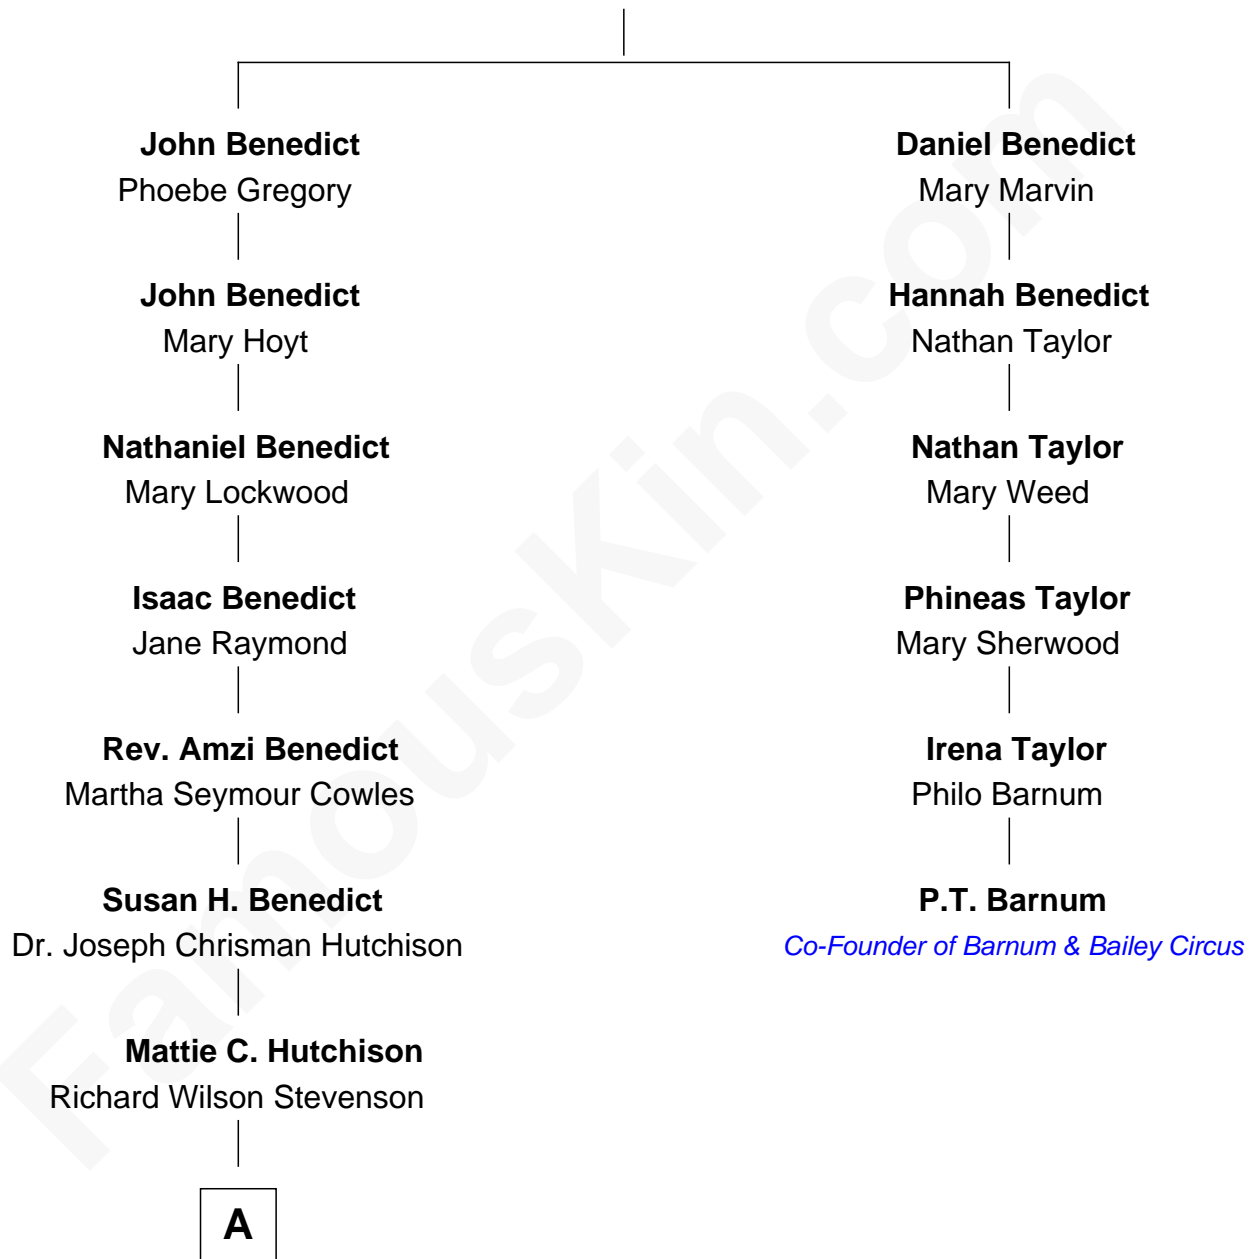 John Benedict
Phoebe Gregory
John Benedict
Mary Hoyt
Nathaniel Benedict
Mary Lockwood
Isaac Benedict
Jane Raymond
Rev. Amzi Benedict
Martha Seymour Cowles
Susan H. Benedict
Dr. Joseph Chrisman Hutchison
Mattie C. Hutchison
Richard Wilson Stevenson
A
Daniel Benedict
Mary Marvin
Hannah Benedict
Nathan Taylor
Nathan Taylor
Mary Weed
Phineas Taylor
Mary Sherwood
Irena Taylor
Philo Barnum
P.T. Barnum
Co-Founder of Barnum & Bailey Circus
FamousKin.com